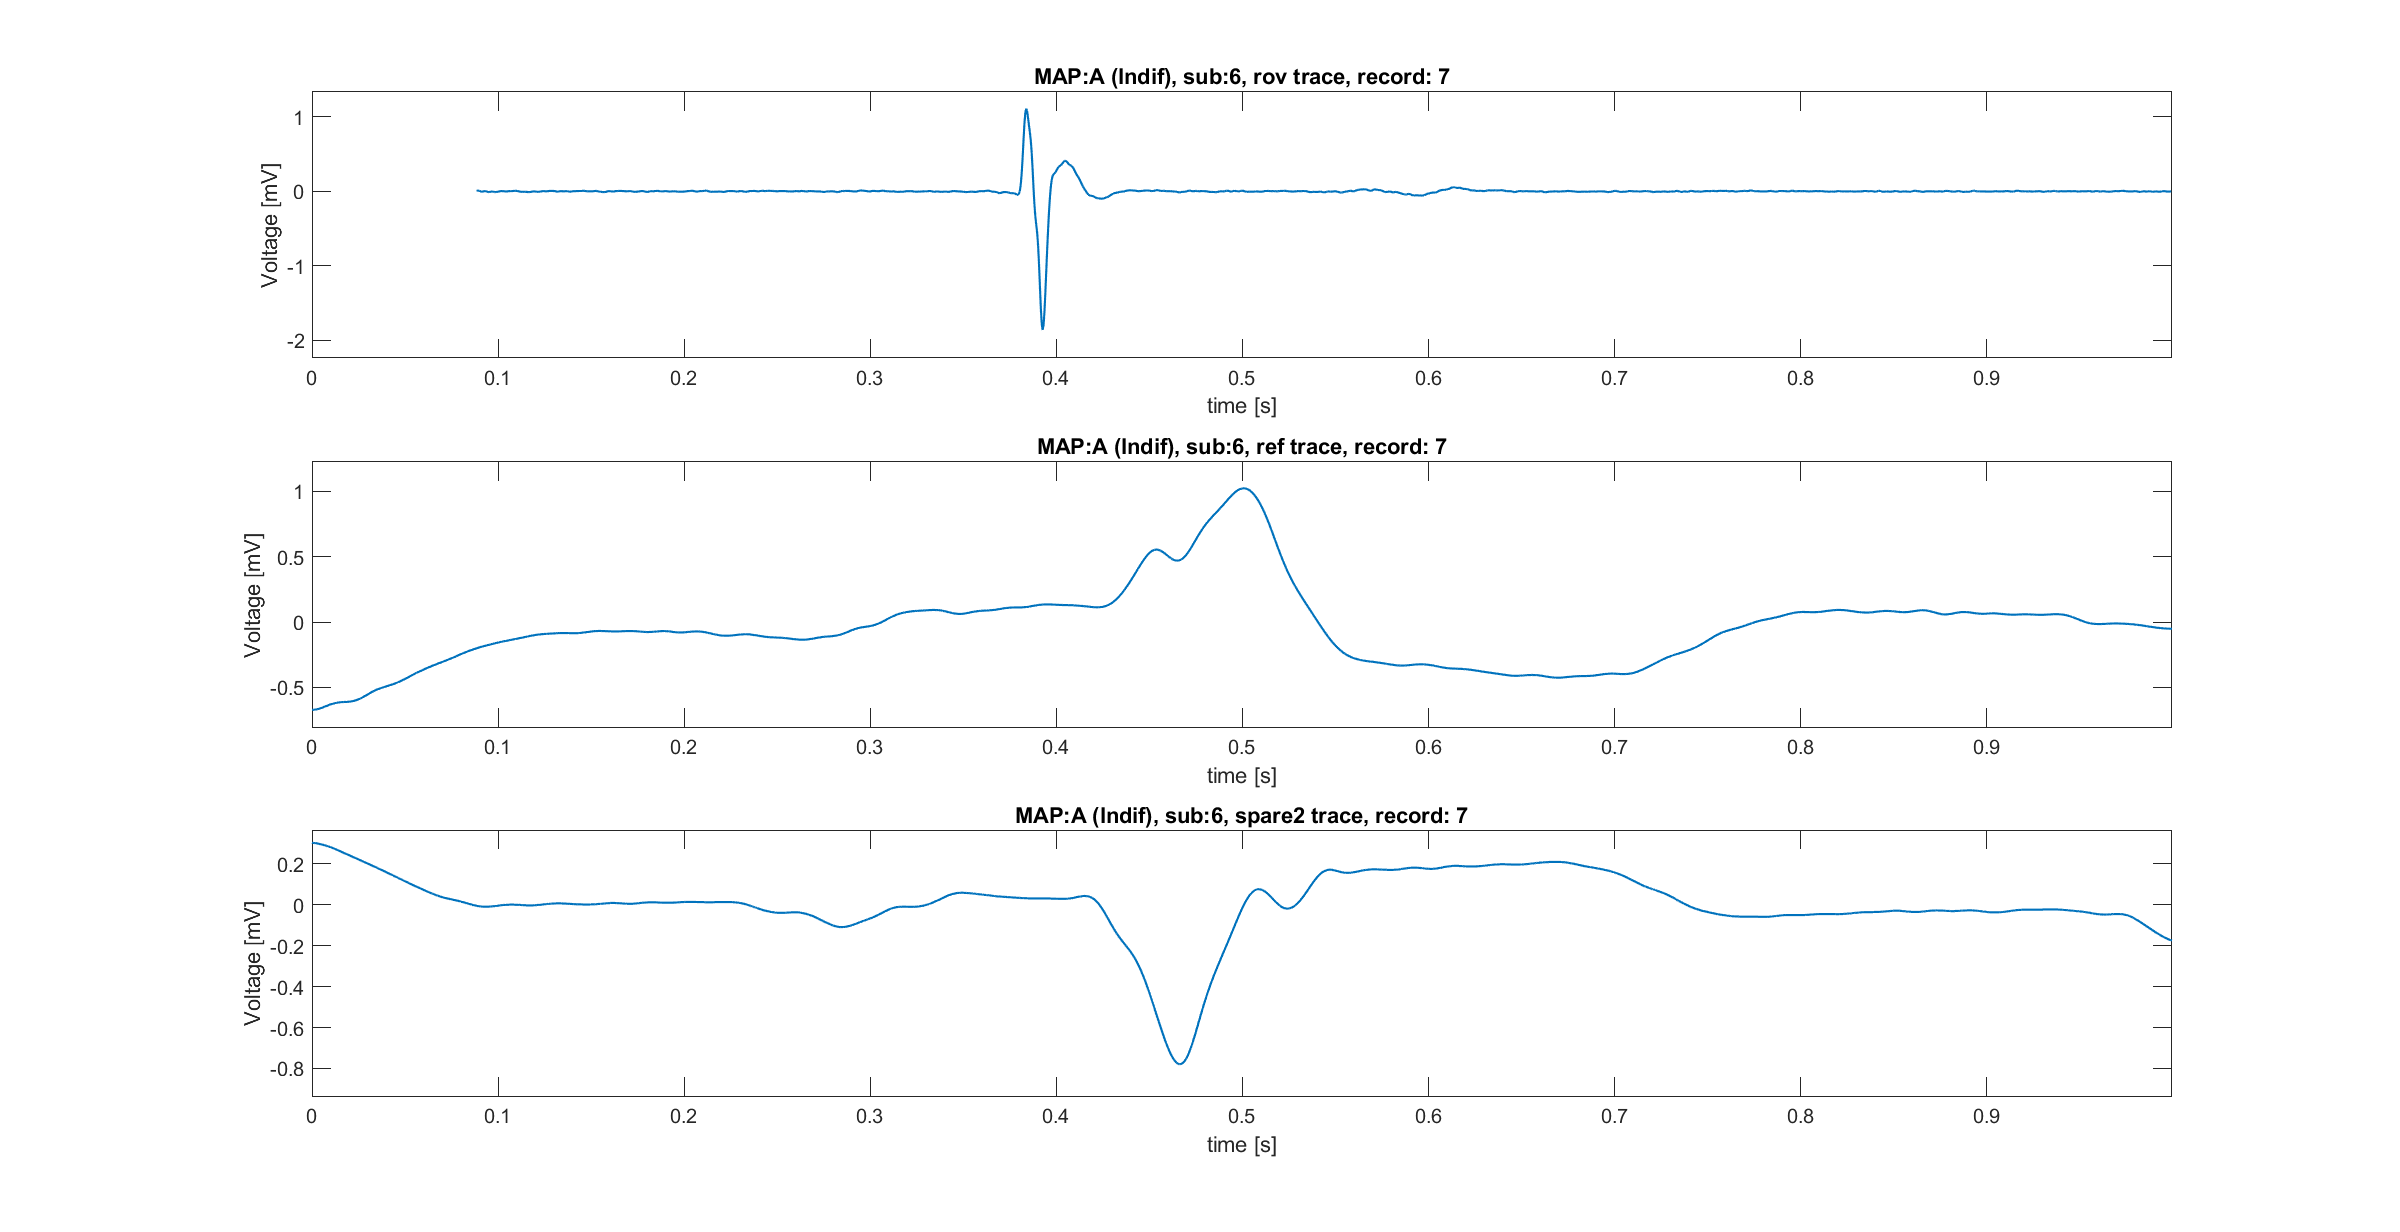 MAP:A (Indif), sub:6, rov trace, record: 7
Voltage [mV]
1
0
-1
-2
0 0.1 0.2 0.3 0.4 0.5 0.6 0.7 0.8 0.9
time [s]
MAP:A (Indif), sub:6, ref trace, record: 7
Voltage [mV]
1
0.5
0
-0.5
0 0.1 0.2 0.3 0.4 0.5 0.6 0.7 0.8 0.9
time [s]
MAP:A (Indif), sub:6, spare2 trace, record: 7
Voltage [mV]
0.2
0
-0.2
-0.4
-0.6
-0.8
0 0.1 0.2 0.3 0.4 0.5 0.6 0.7 0.8 0.9
time [s]